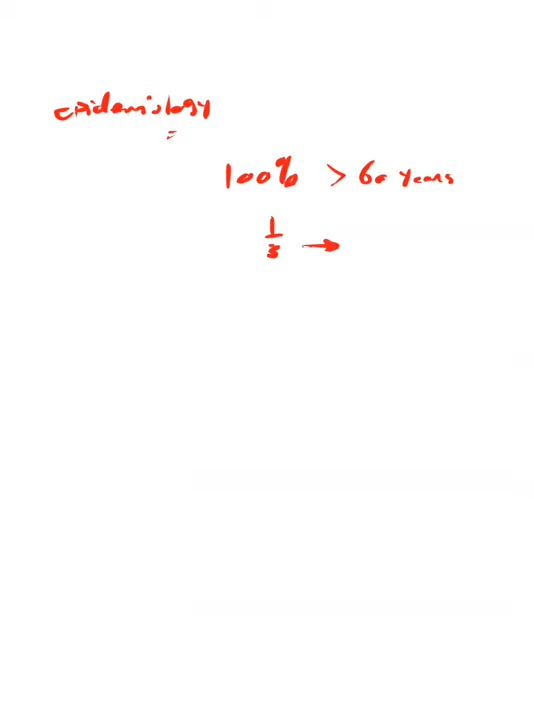 epidemiology
100% > 60 years
1/3 →